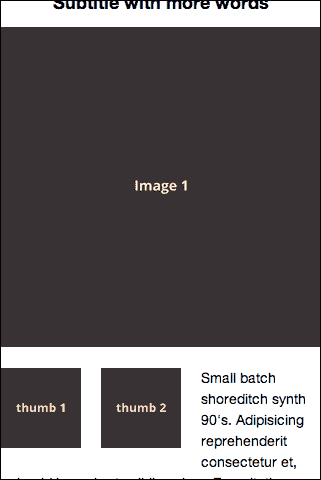 Subtitle with more words
Image 1
thumb 1
thumb 2
Small batch
shoreditch synth
90's. Adipisicing
reprehenderit
consectetur et,